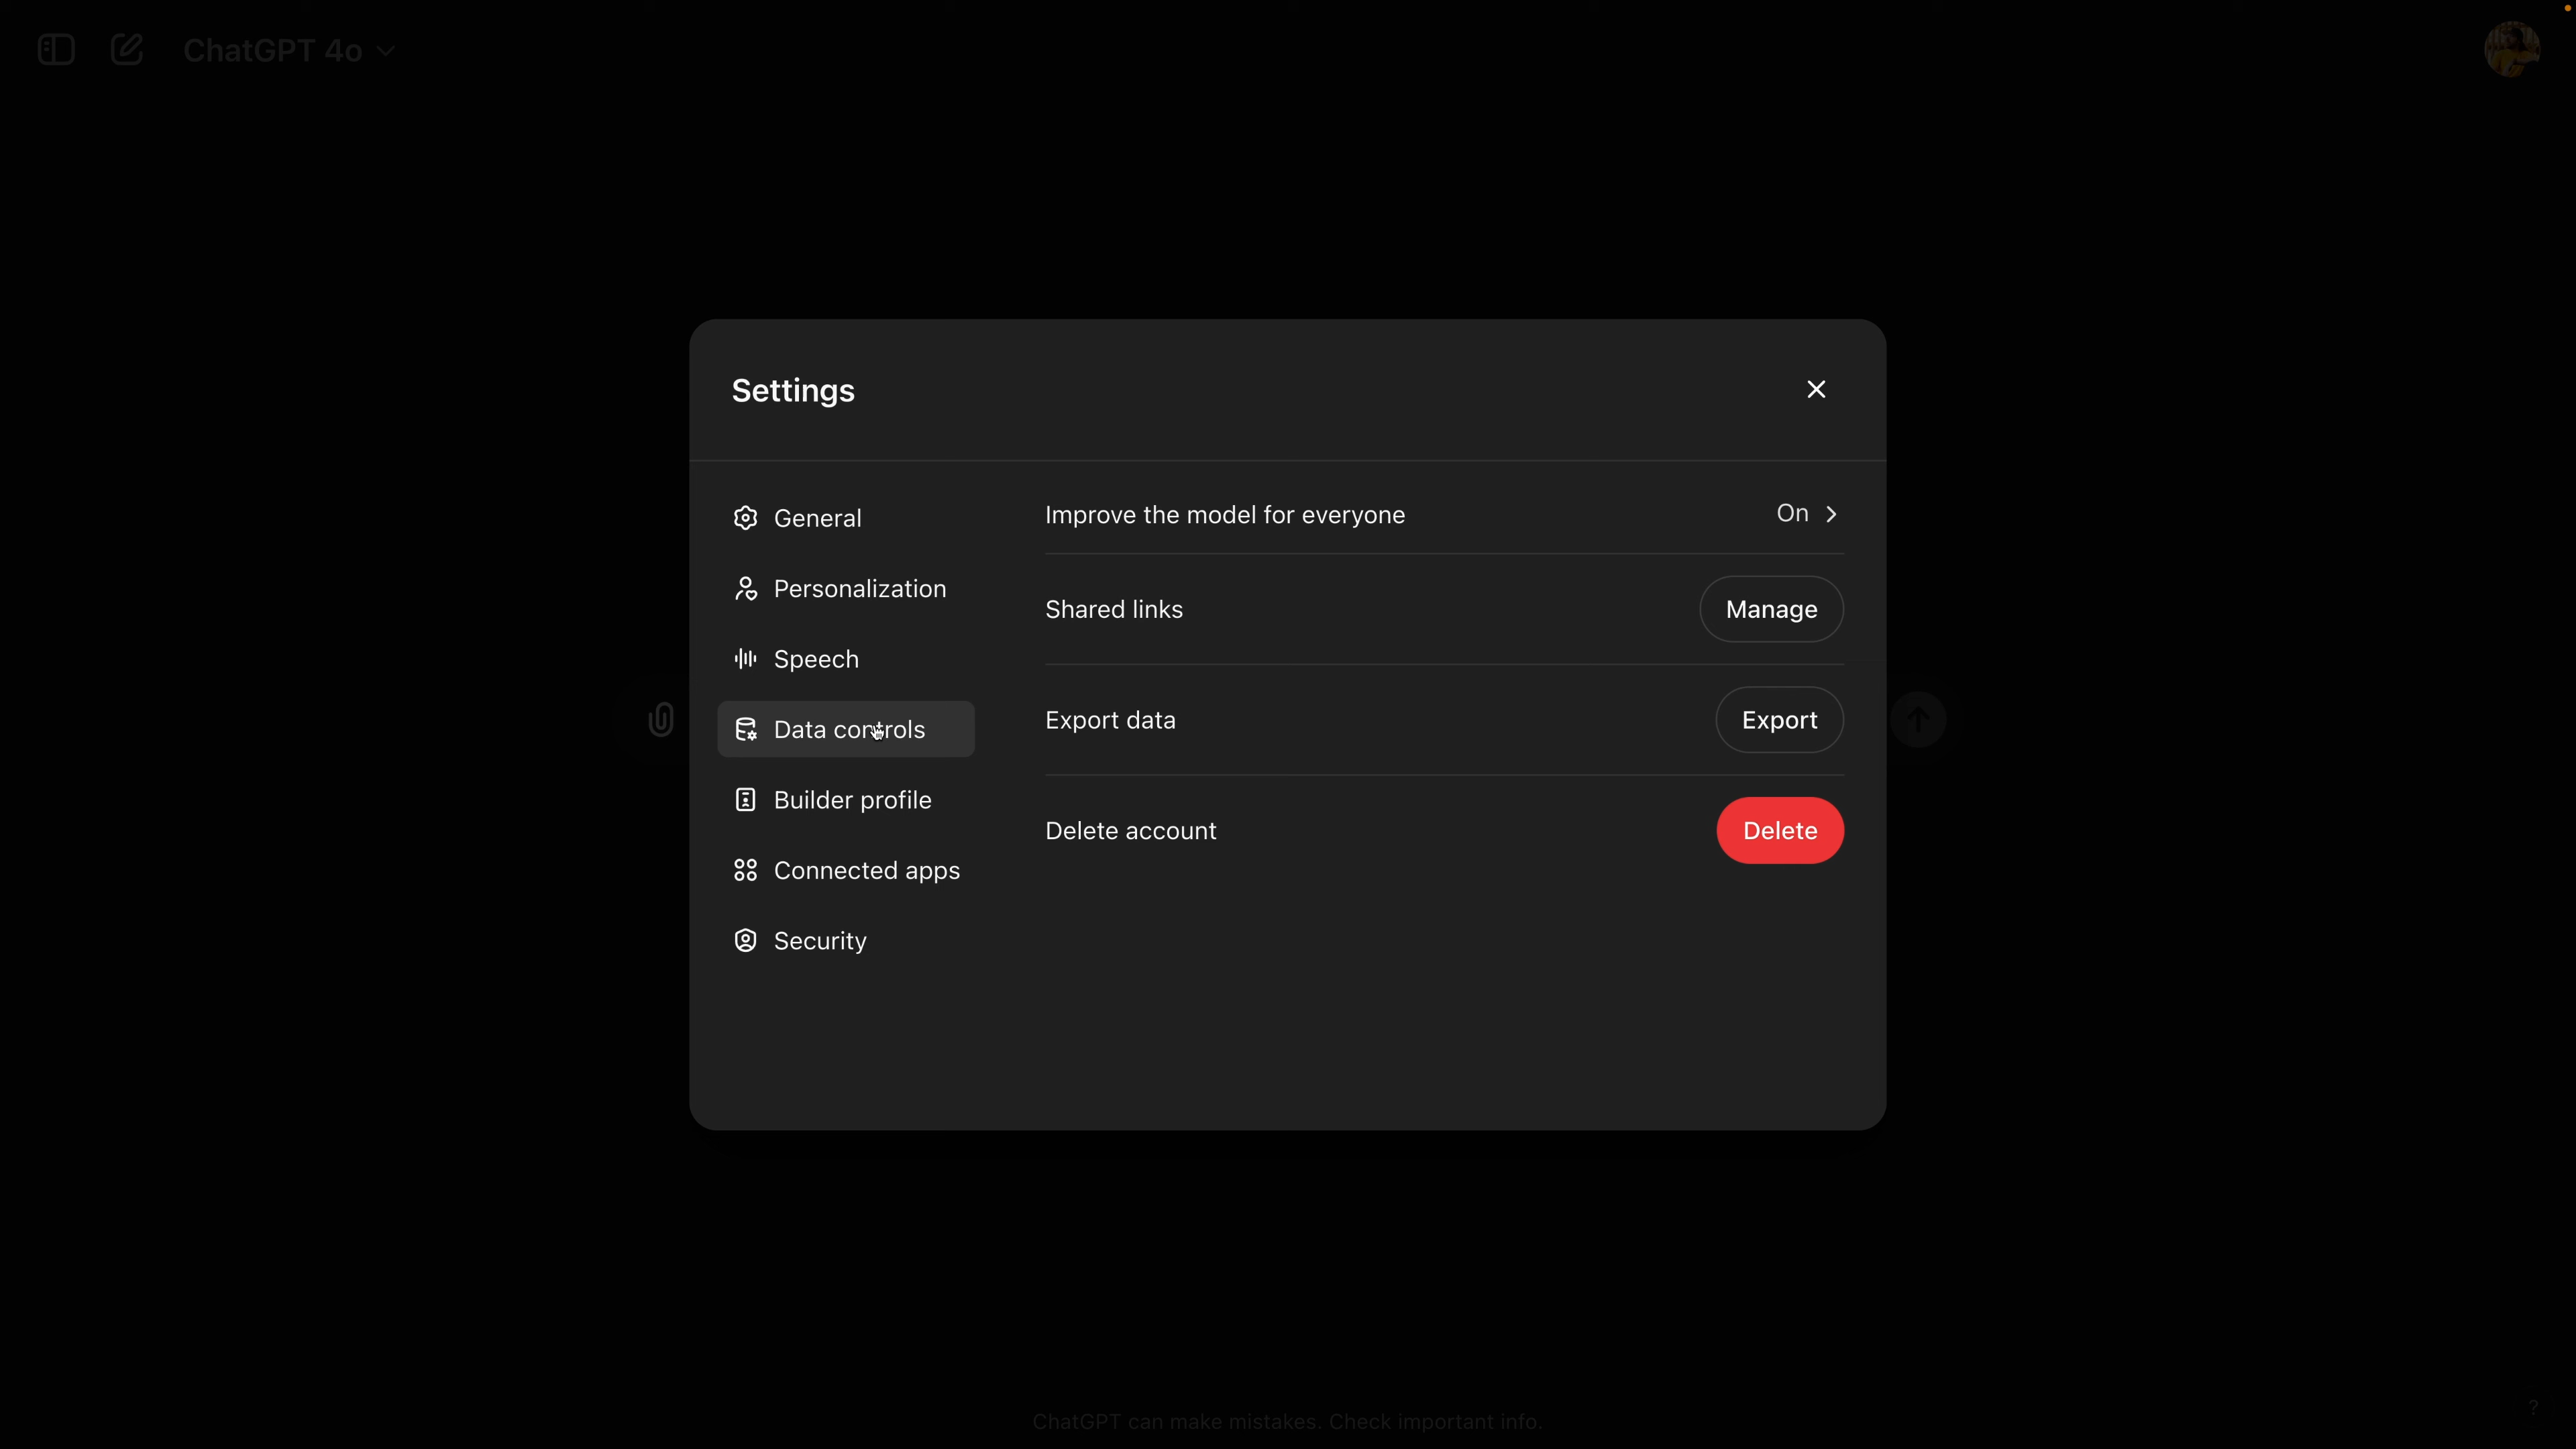 ChatGPT 4o
Settings
General
Personalization
Speech
Data controls
Builder profile
Connected apps
Security
Improve the model for everyone
On
Shared links
Manage
Export data
Export
Delete account
Delete
ChatGPT can make mistakes. Check important info.
?